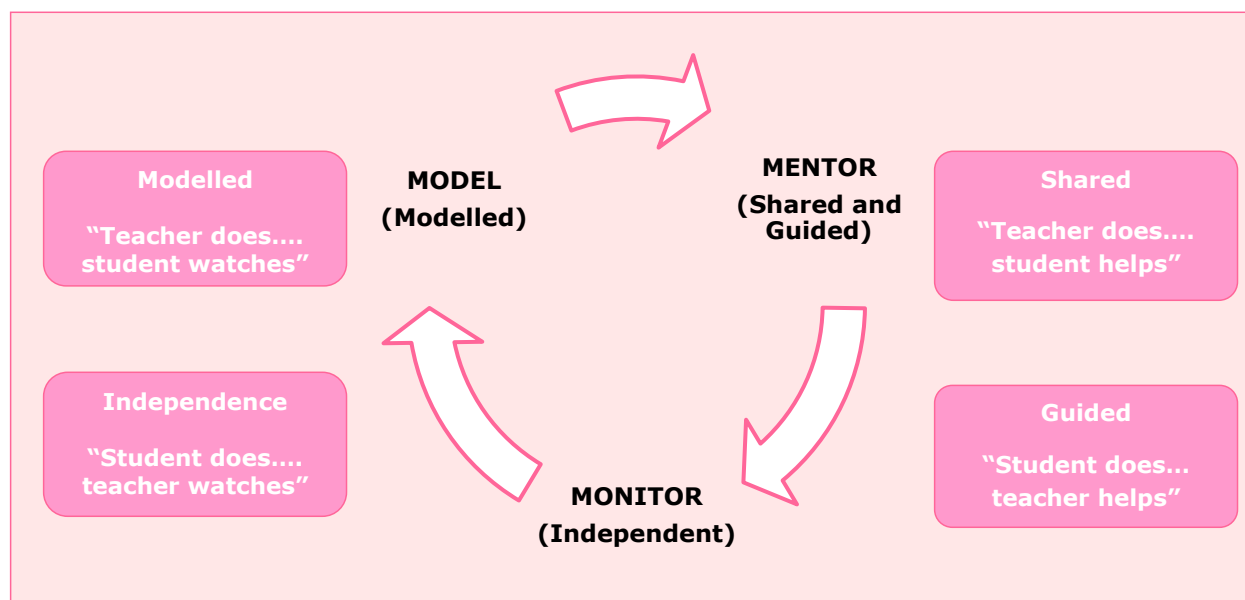 Modelled
“Teacher does....
student watches”
MODEL
(Modelled)
MENTOR
(Shared and
Guided)
Shared
“Teacher does....
student helps”
Independence
“Student does....
teacher watches”
MONITOR
(Independent)
Guided
“Student does...
teacher helps”